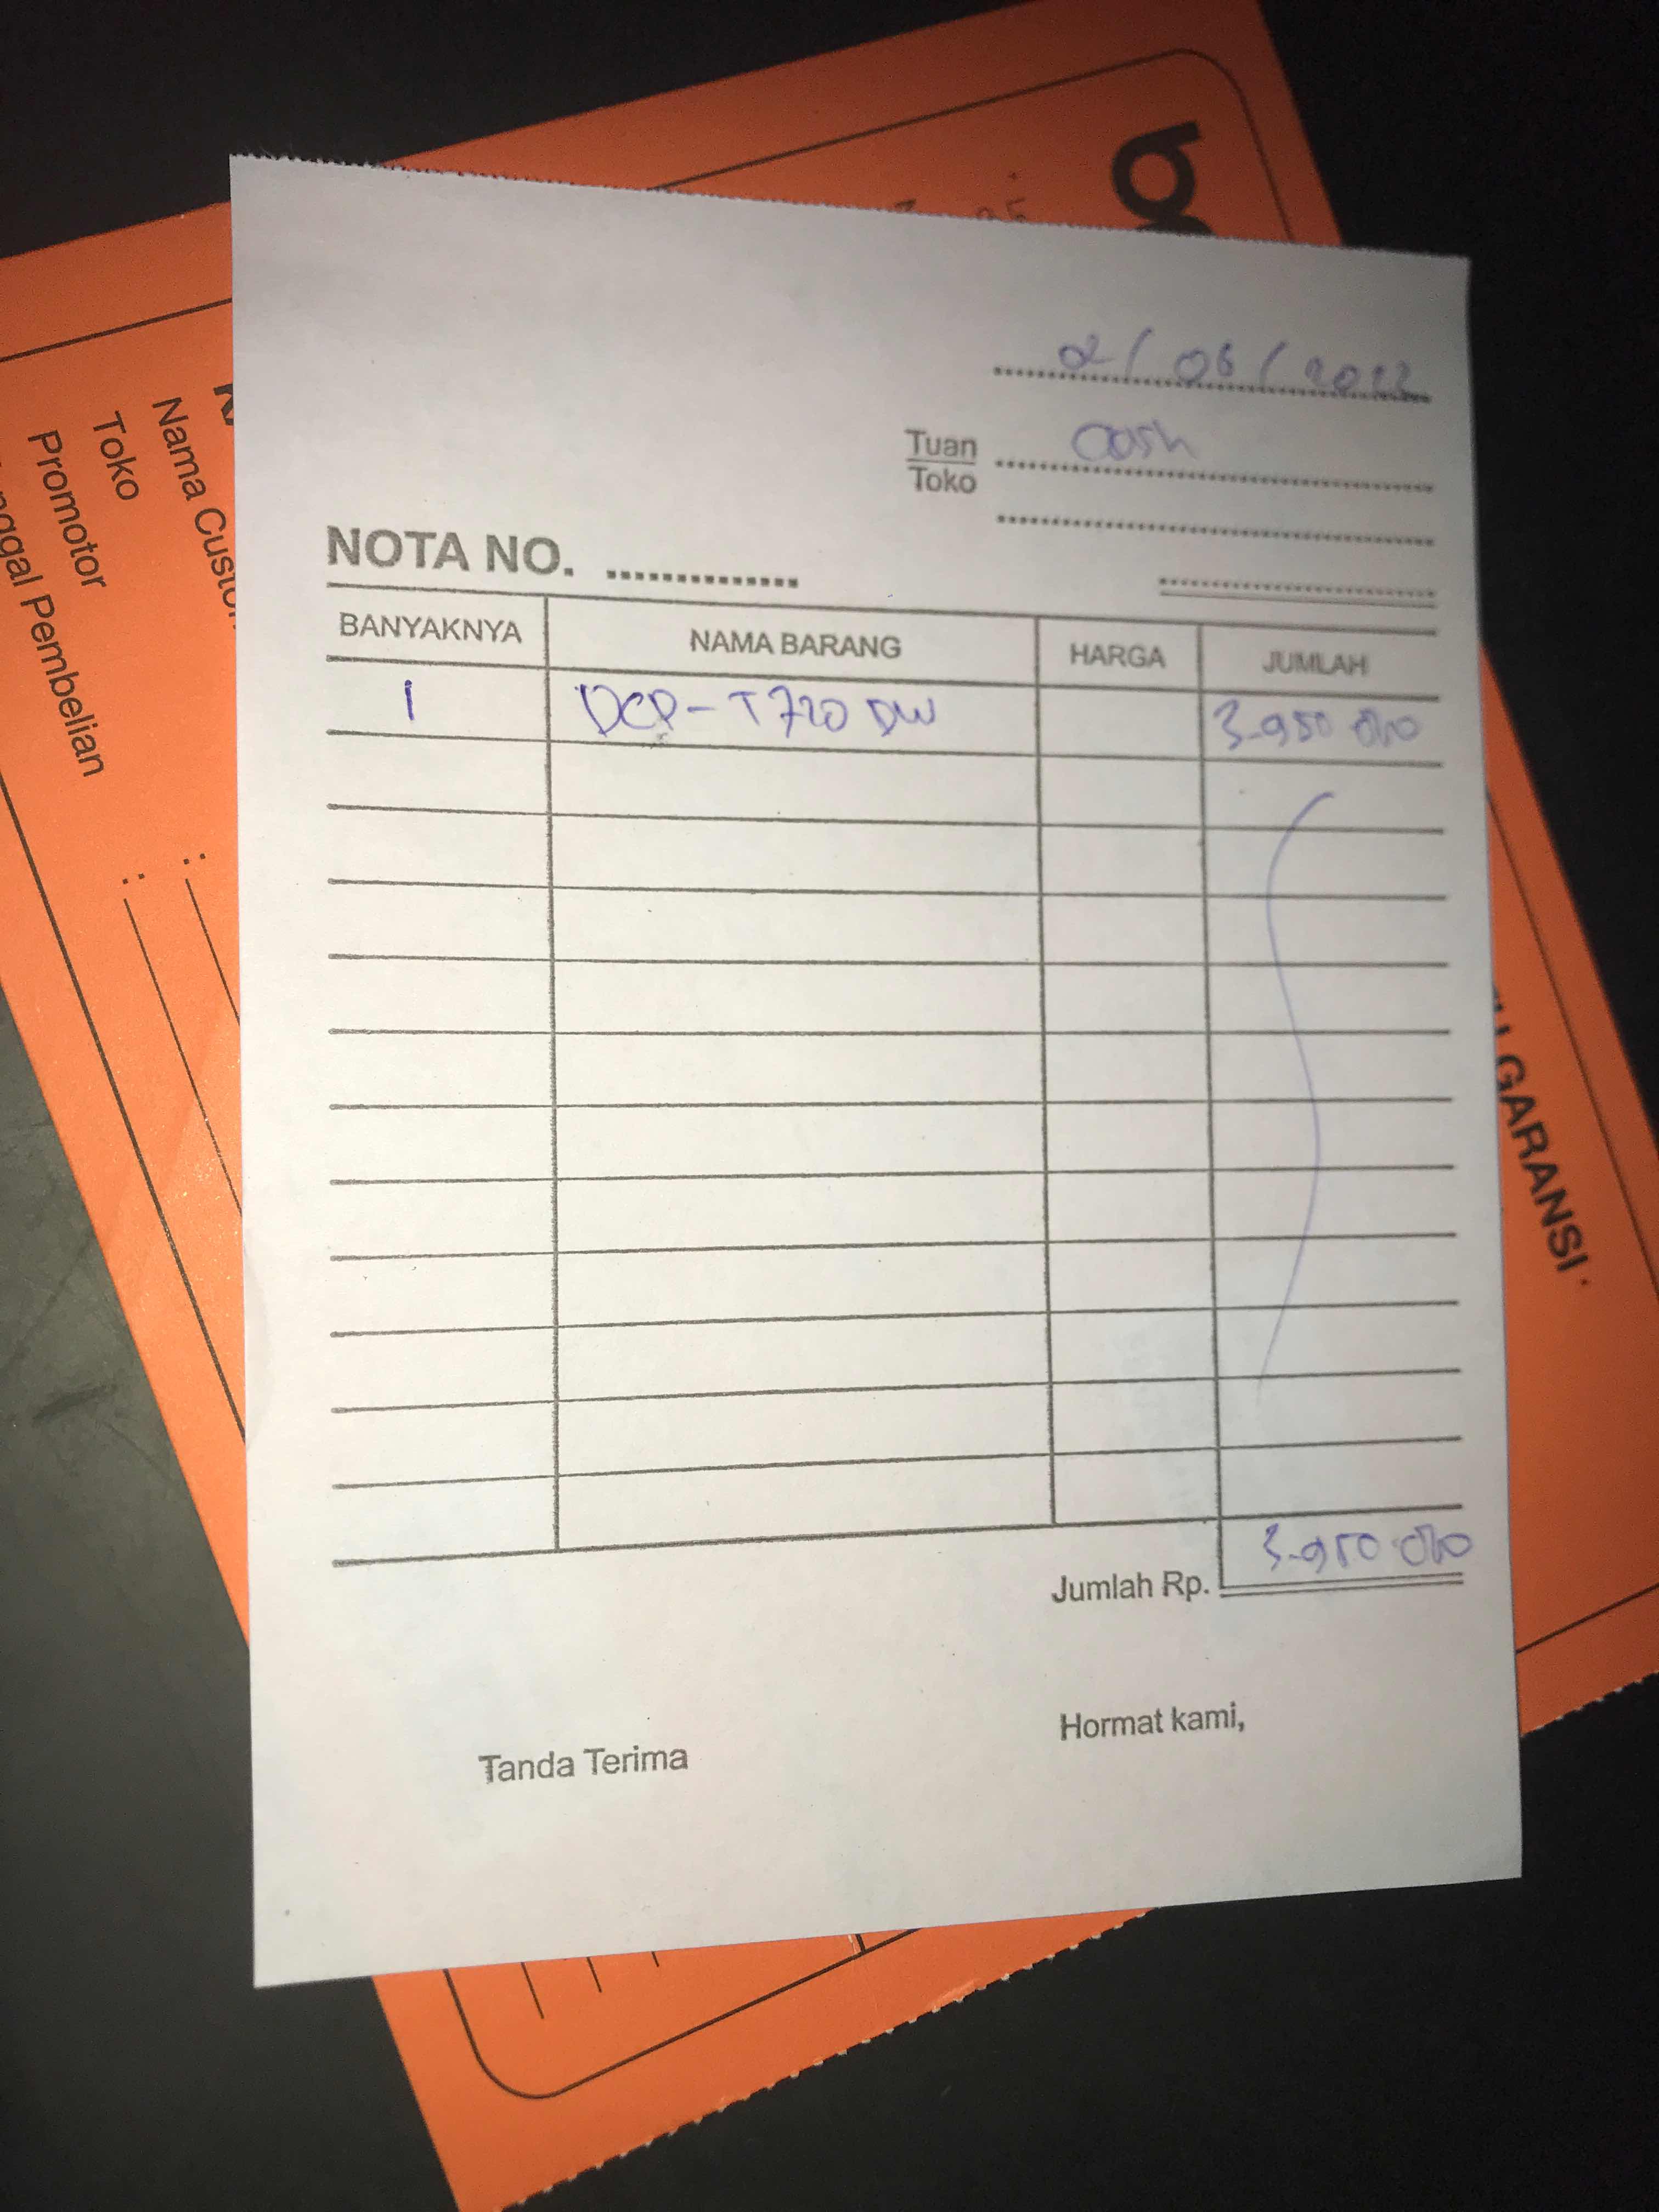 2/06/2022
Tuan Cash
Toko
NOTA NO. ..............
BANYAKNYA NAMA BARANG HARGA JUMLAH
1 DCP-T720 DW 3.950.000
Jumlah Rp. 3.950.000
Tanda Terima Hormat kami,
Nama
Toko :
Promotor :
Pembelian
GARANSI